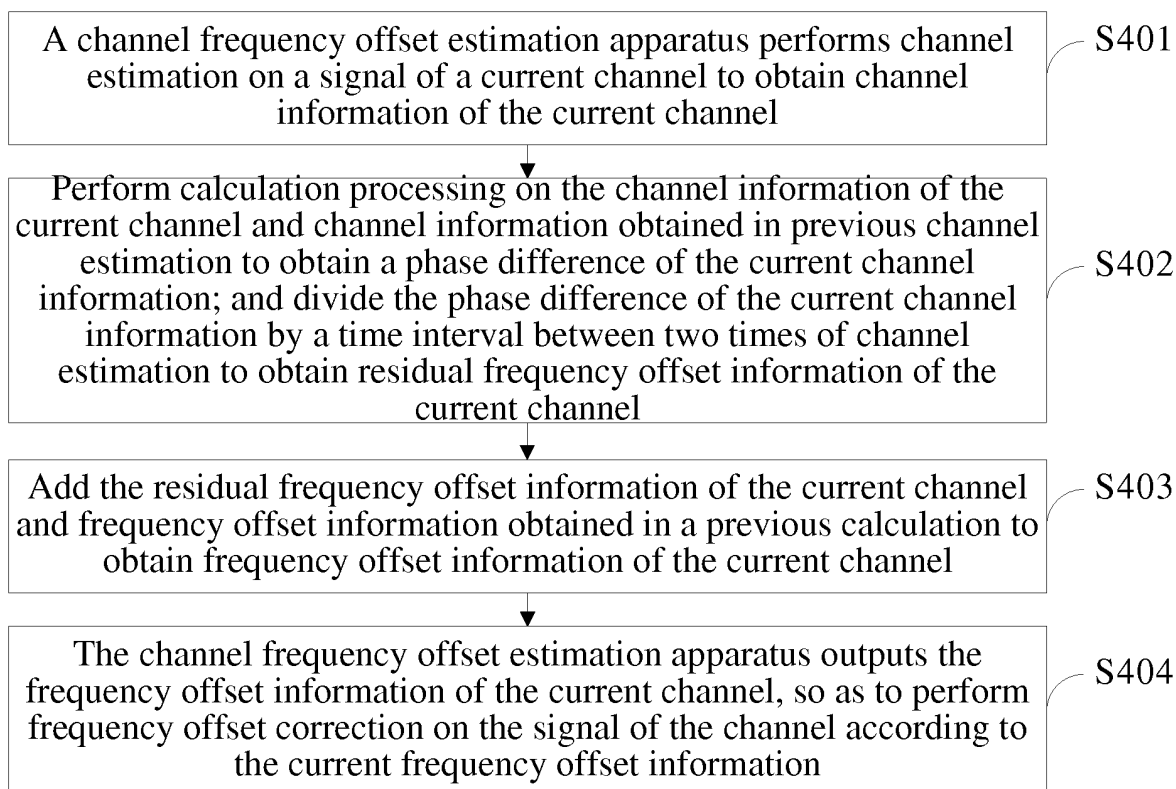 A channel frequency offset estimation apparatus performs channel
estimation on a signal of a current channel to obtain channel
information of the current channel
S401
Perform calculation processing on the channel information of the
current channel and channel information obtained in previous channel
estimation to obtain a phase difference of the current channel
information; and divide the phase difference of the current channel
information by a time interval between two times of channel
estimation to obtain residual frequency offset information of the
current channel
S402
Add the residual frequency offset information of the current channel
and frequency offset information obtained in a previous calculation to
obtain frequency offset information of the current channel
S403
The channel frequency offset estimation apparatus outputs the
frequency offset information of the current channel, so as to perform
frequency offset correction on the signal of the channel according to
the current frequency offset information
S404